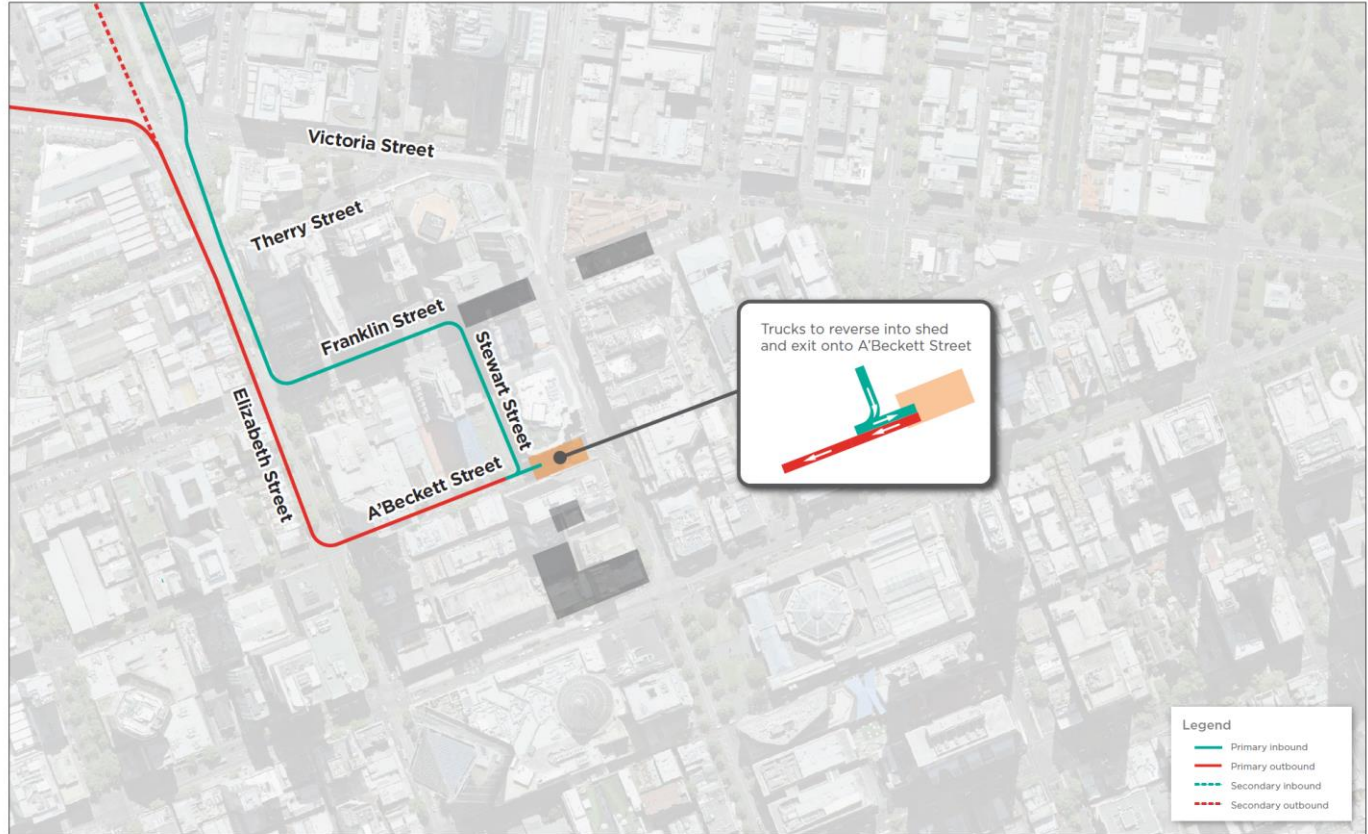 Victoria Street
Therry Street
Franklin Street
Stewart Street
Elizabeth Street
A'Beckett Street
Trucks to reverse into shed
and exit onto A'Beckett Street
Legend
Primary inbound
Primary outbound
Secondary inbound
Secondary outbound